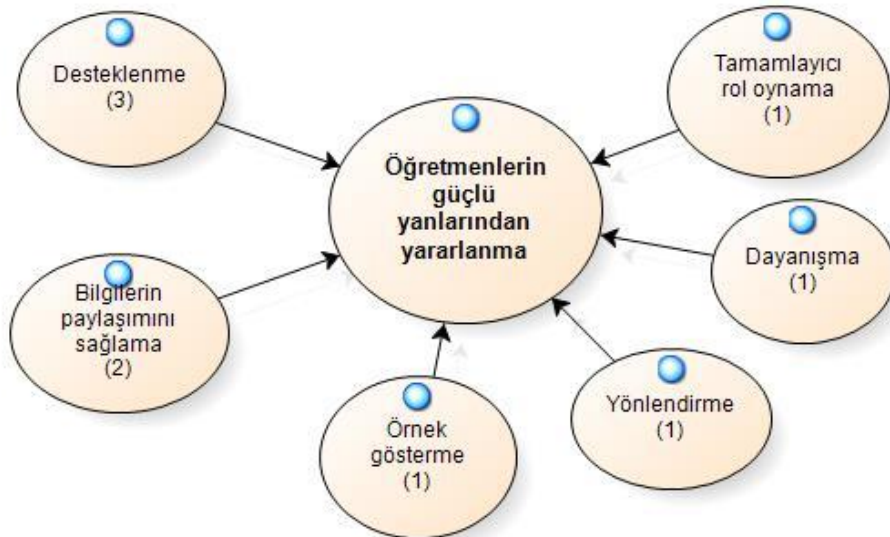 Desteklenme
(3)
Tamamlayıcı
rol oynama
(1)
Öğretmenlerin
güçlü
yanlarından
yararlanma
Dayanışma
(1)
Bilgilerin
paylaşımını
sağlama
(2)
Yönlendirme
(1)
Örnek
gösterme
(1)